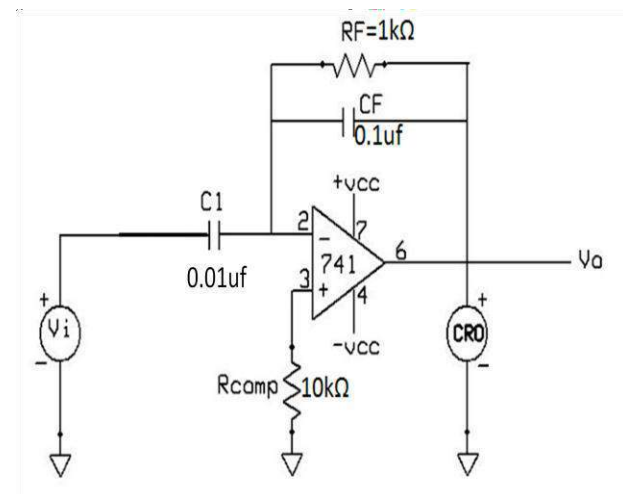 RF=1kΩ
CF
0.1uf
+vcc
C1
2
7
-
6
Vo
741
0.01uf
3
+
4
+
Vi
-
+
CRO
-
-vcc
Rcomp
10kΩ